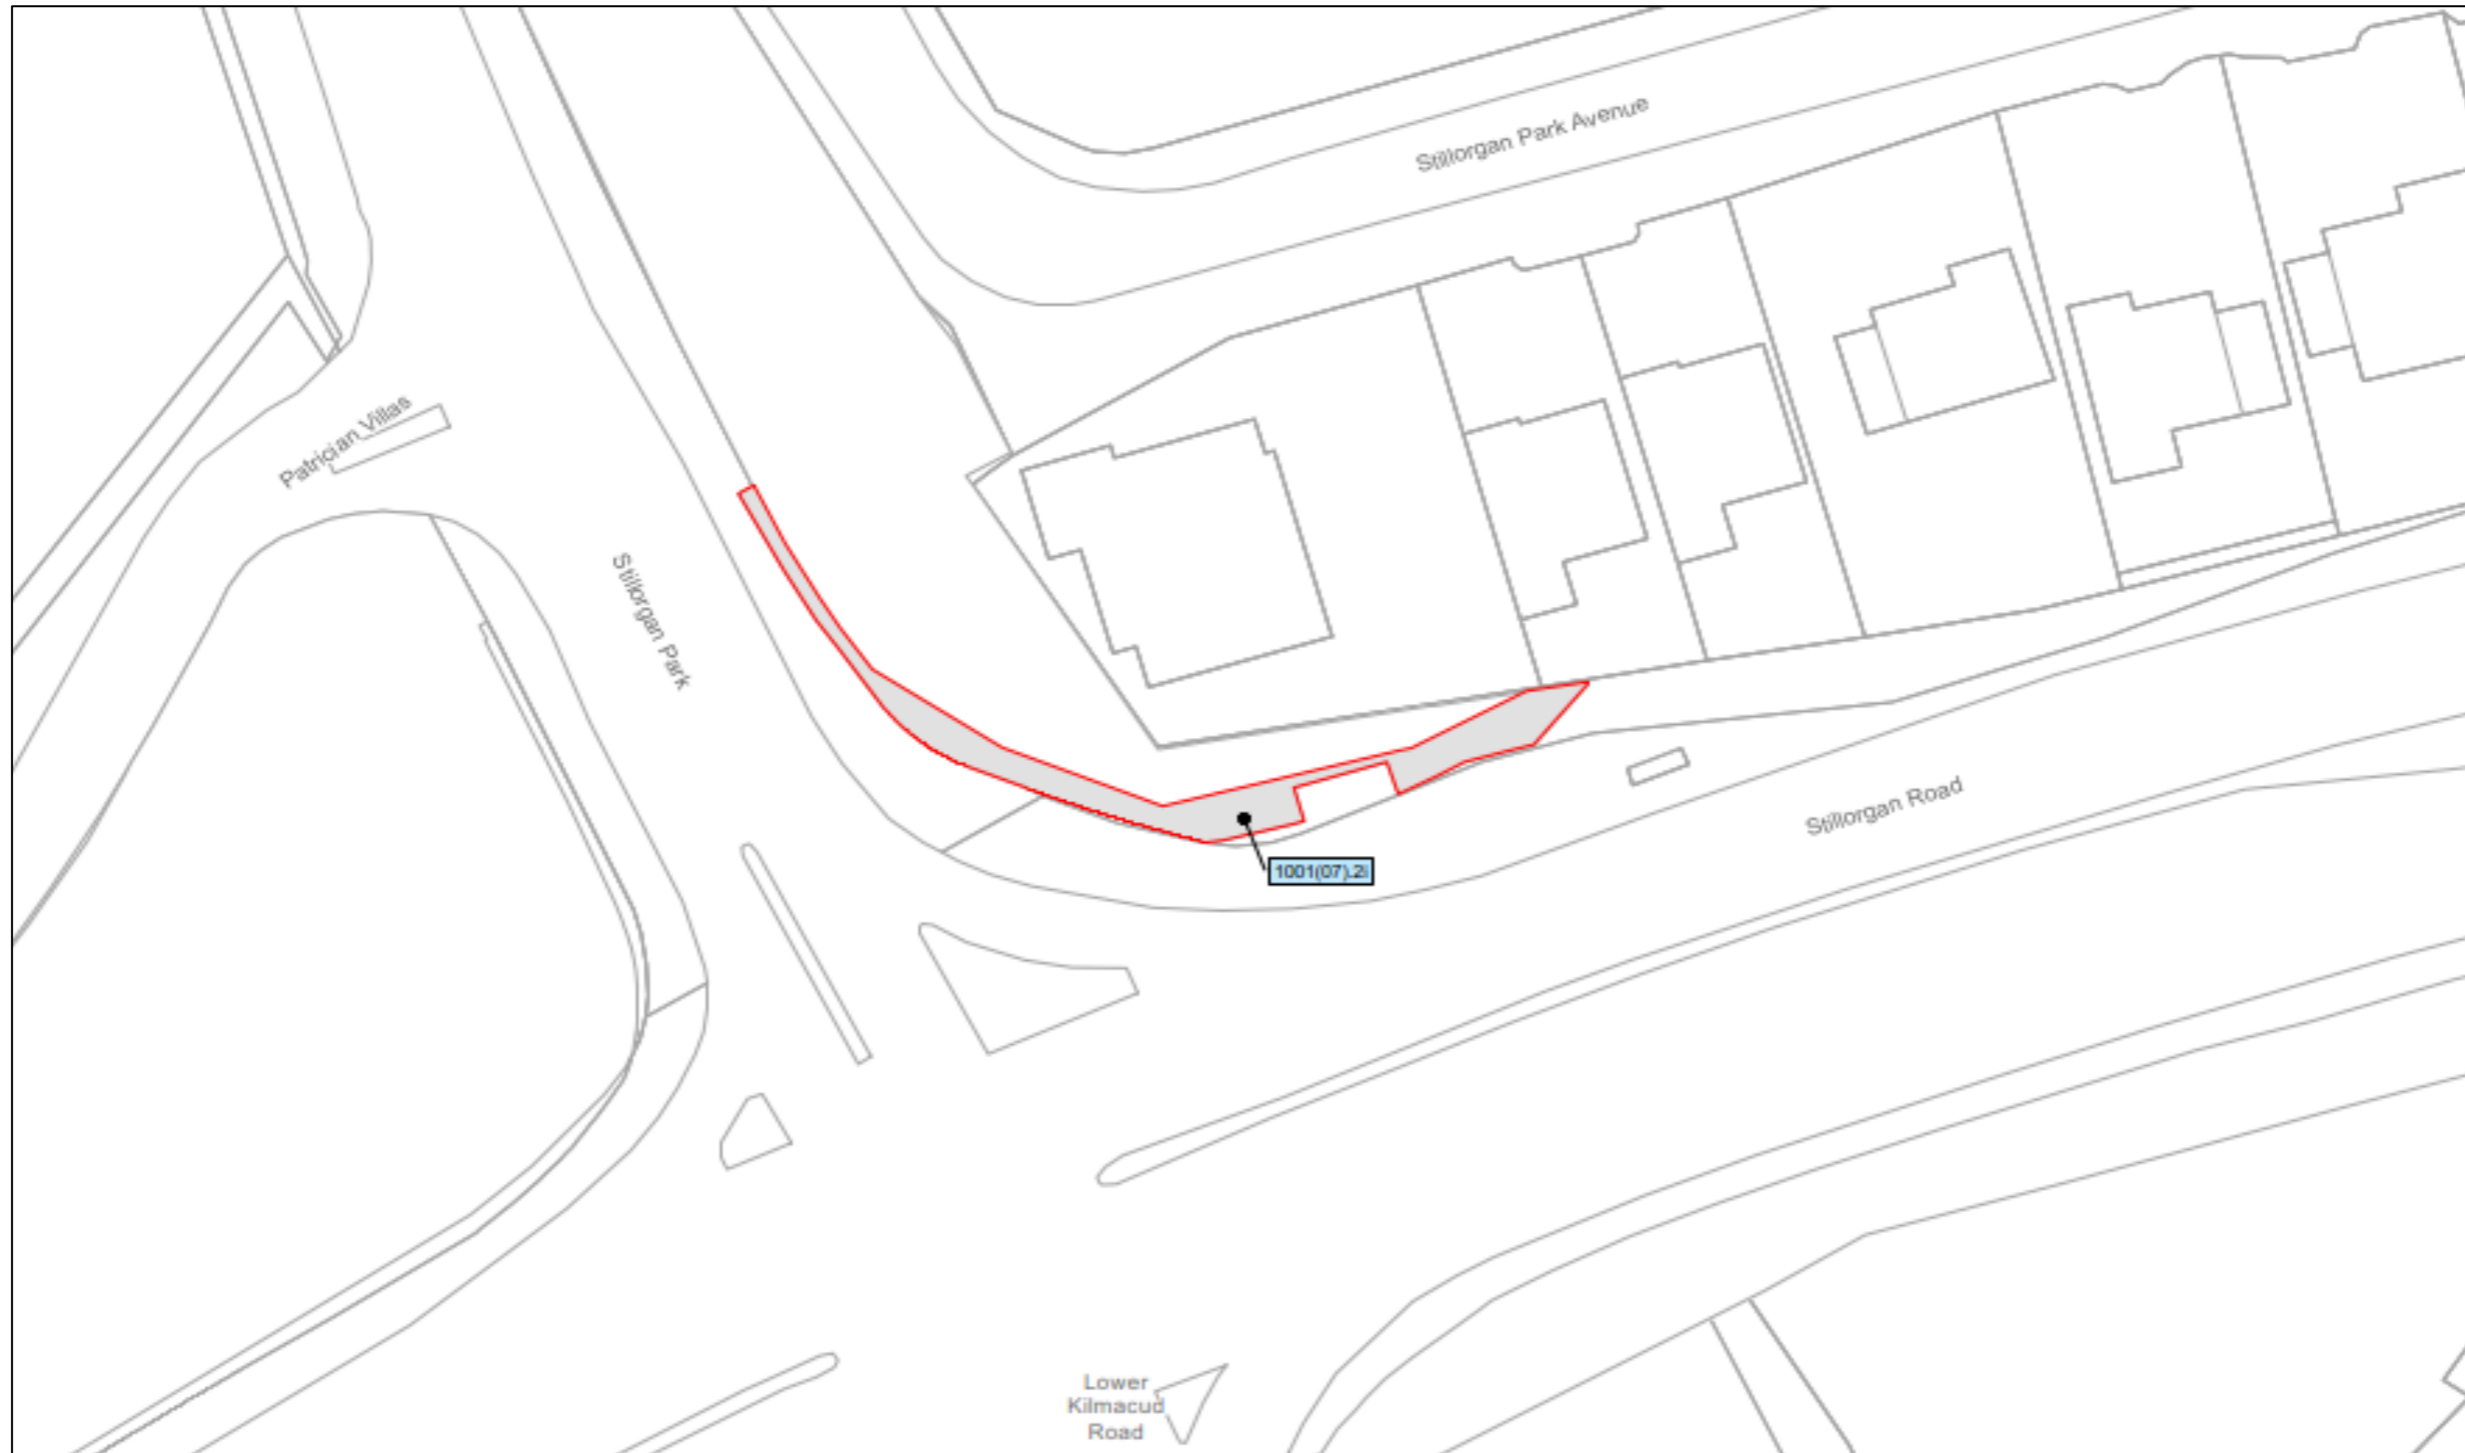 Stillorgan Park Avenue
Patrician Villas
Stillorgan Park
Stillorgan Road
1001(07).2i
Lower
Kilmacud
Road